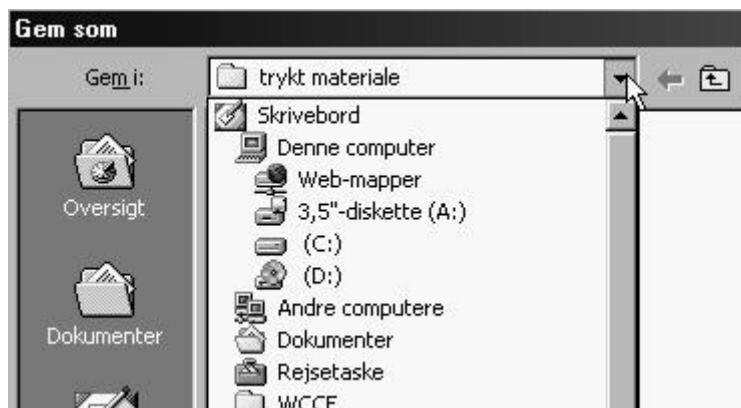 Gem som
Gem i:
trykt materiale
Skrivebord
Denne computer
Web-mapper
3,5"-diskette (A:)
(C:)
(D:)
Andre computere
Dokumenter
Rejsetaske
Oversigt
Dokumenter